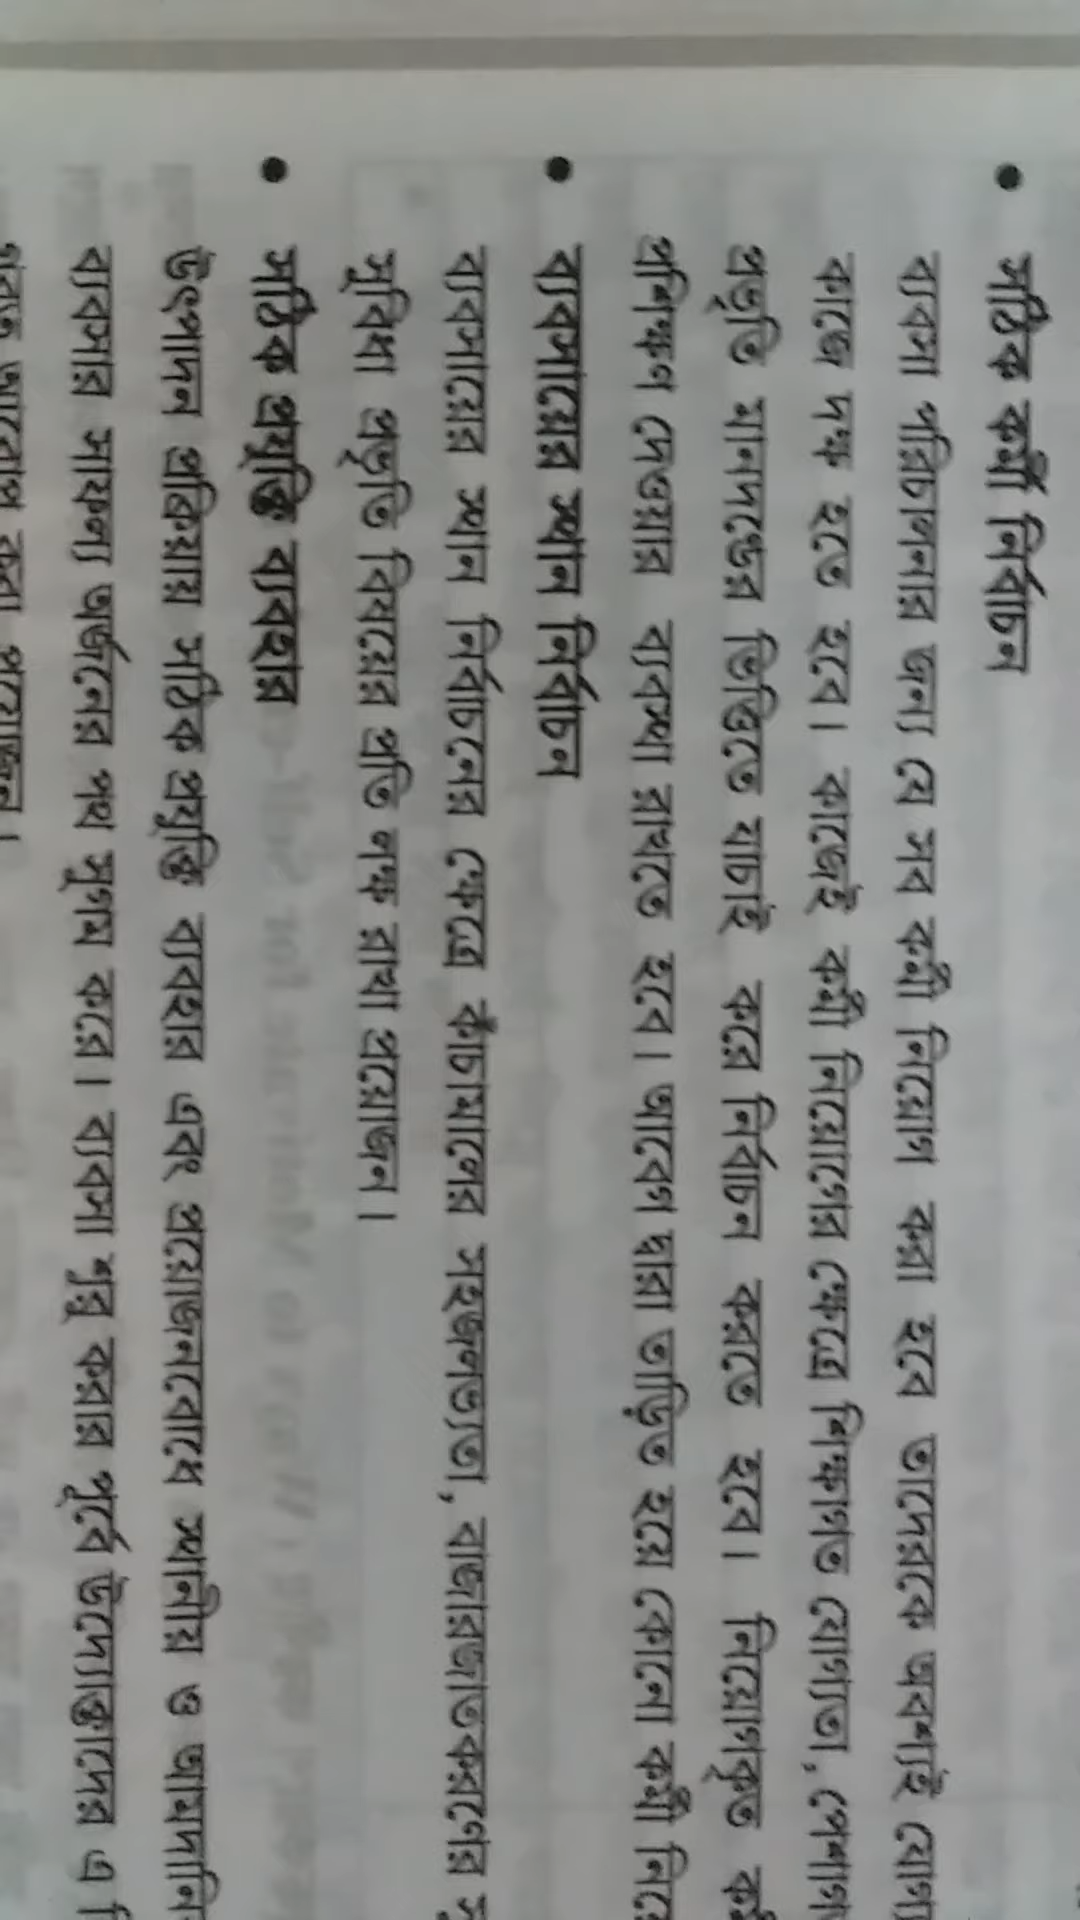 • সঠিক কর্মী নির্বাচন
ব্যবসা পরিচালনার জন্য যে সব কর্মী নিয়োগ করা হবে তাদেরকে অবশ্যই
কাজে দক্ষ হতে হবে। কাজেই কর্মী নিয়োগের ক্ষেত্রে শিক্ষাগত যোগ্যতা,
প্রভৃতি মানদণ্ডের ভিত্তিতে যাচাই করে নির্বাচন করতে হবে। নিয়োগকৃত
প্রশিক্ষণ দেওয়ার ব্যবস্থা রাখতে হবে। আবেগ দ্বারা তাড়িত হয়ে কোনো কর্মী
• ব্যবসায়ের স্থান নির্বাচন
ব্যবসায়ের স্থান নির্বাচনের ক্ষেত্রে কাঁচামালের সহজলভ্যতা, বাজারজাতকরণের
সুবিধা প্রভৃতি বিষয়ের প্রতি লক্ষ রাখা প্রয়োজন।
• সঠিক প্রযুক্তি ব্যবহার
উৎপাদন প্রক্রিয়ায় সঠিক প্রযুক্তি ব্যবহার এবং প্রয়োজনবোধে স্থানীয় ও
ব্যবসার সাফল্য অর্জনের পথ সুগম করে। ব্যবসা শুরু করার পূর্বে উদ্যোক্তাদের এ